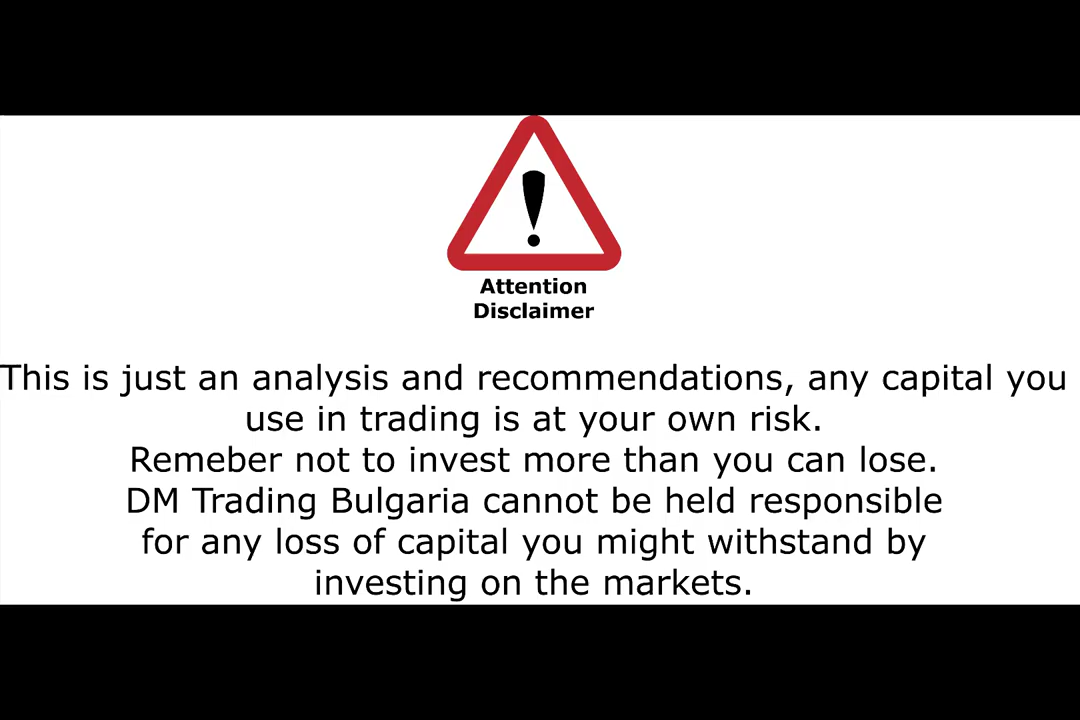 !
Attention
Disclaimer
This is just an analysis and recommendations, any capital you
use in trading is at your own risk.
Remeber not to invest more than you can lose.
DM Trading Bulgaria cannot be held responsible
for any loss of capital you might withstand by
investing on the markets.